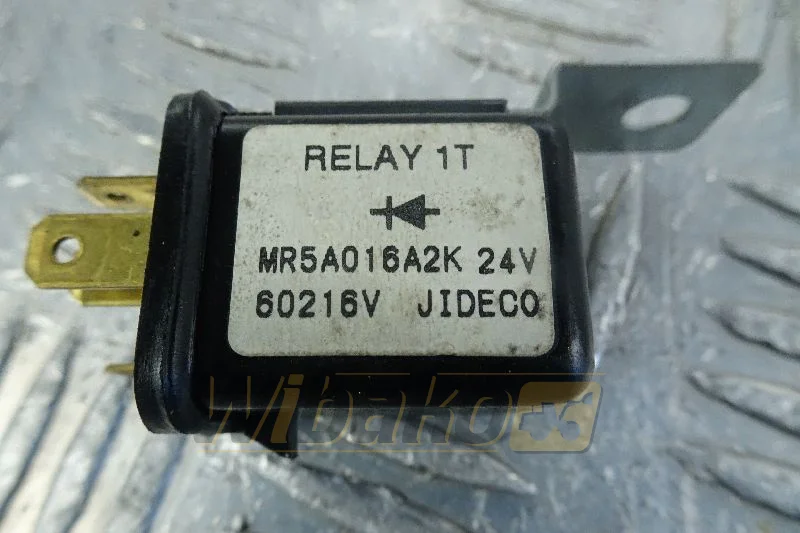 RELAY 1T
MR5A016A2K 24V
60216V JIDECO
Wibako